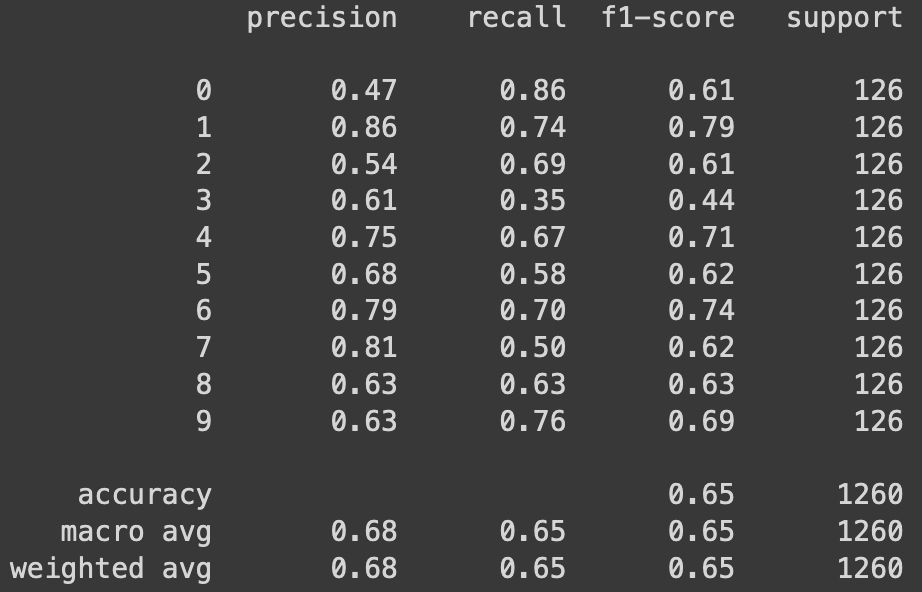 precision recall f1-score support
0 0.47 0.86 0.61 126
1 0.86 0.74 0.79 126
2 0.54 0.69 0.61 126
3 0.61 0.35 0.44 126
4 0.75 0.67 0.71 126
5 0.68 0.58 0.62 126
6 0.79 0.70 0.74 126
7 0.81 0.50 0.62 126
8 0.63 0.63 0.63 126
9 0.63 0.76 0.69 126
accuracy 0.65 1260
macro avg 0.68 0.65 0.65 1260
weighted avg 0.68 0.65 0.65 1260